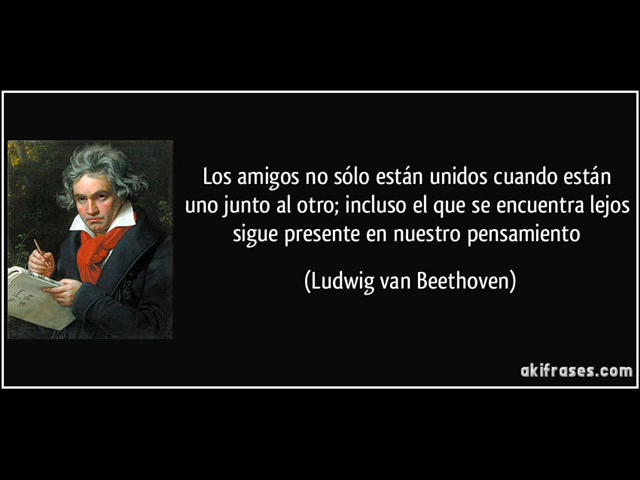 Los amigos no sólo están unidos cuando están
uno junto al otro; incluso el que se encuentra lejos
sigue presente en nuestro pensamiento
(Ludwig van Beethoven)
akifrases.com